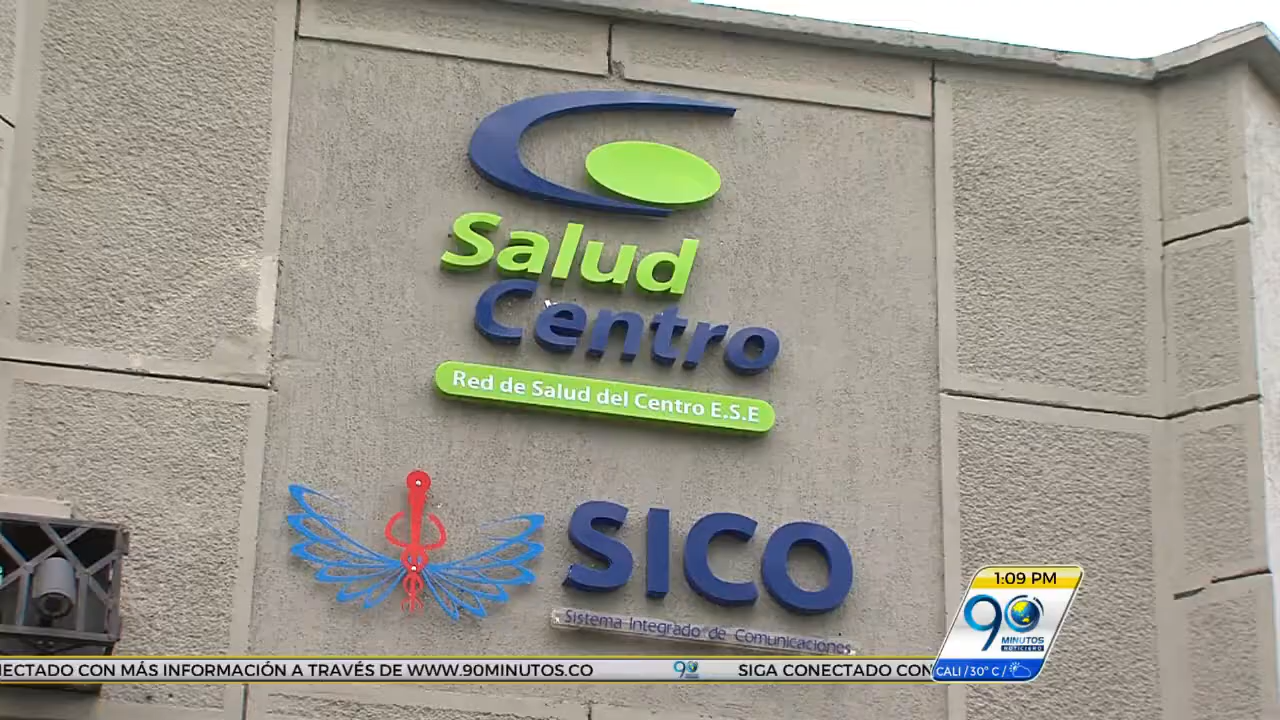 Salud
Centro
Red de Salud del Centro E.S.E
SICO
Sistema Integrado de Comunicaciones
1:09 PM
90
MINUTOS
NOTICIERO
CALI / 30° C /
NECTADO CON MÁS INFORMACIÓN A TRAVÉS DE WWW.90MINUTOS.CO
90
SIGA CONECTADO CON